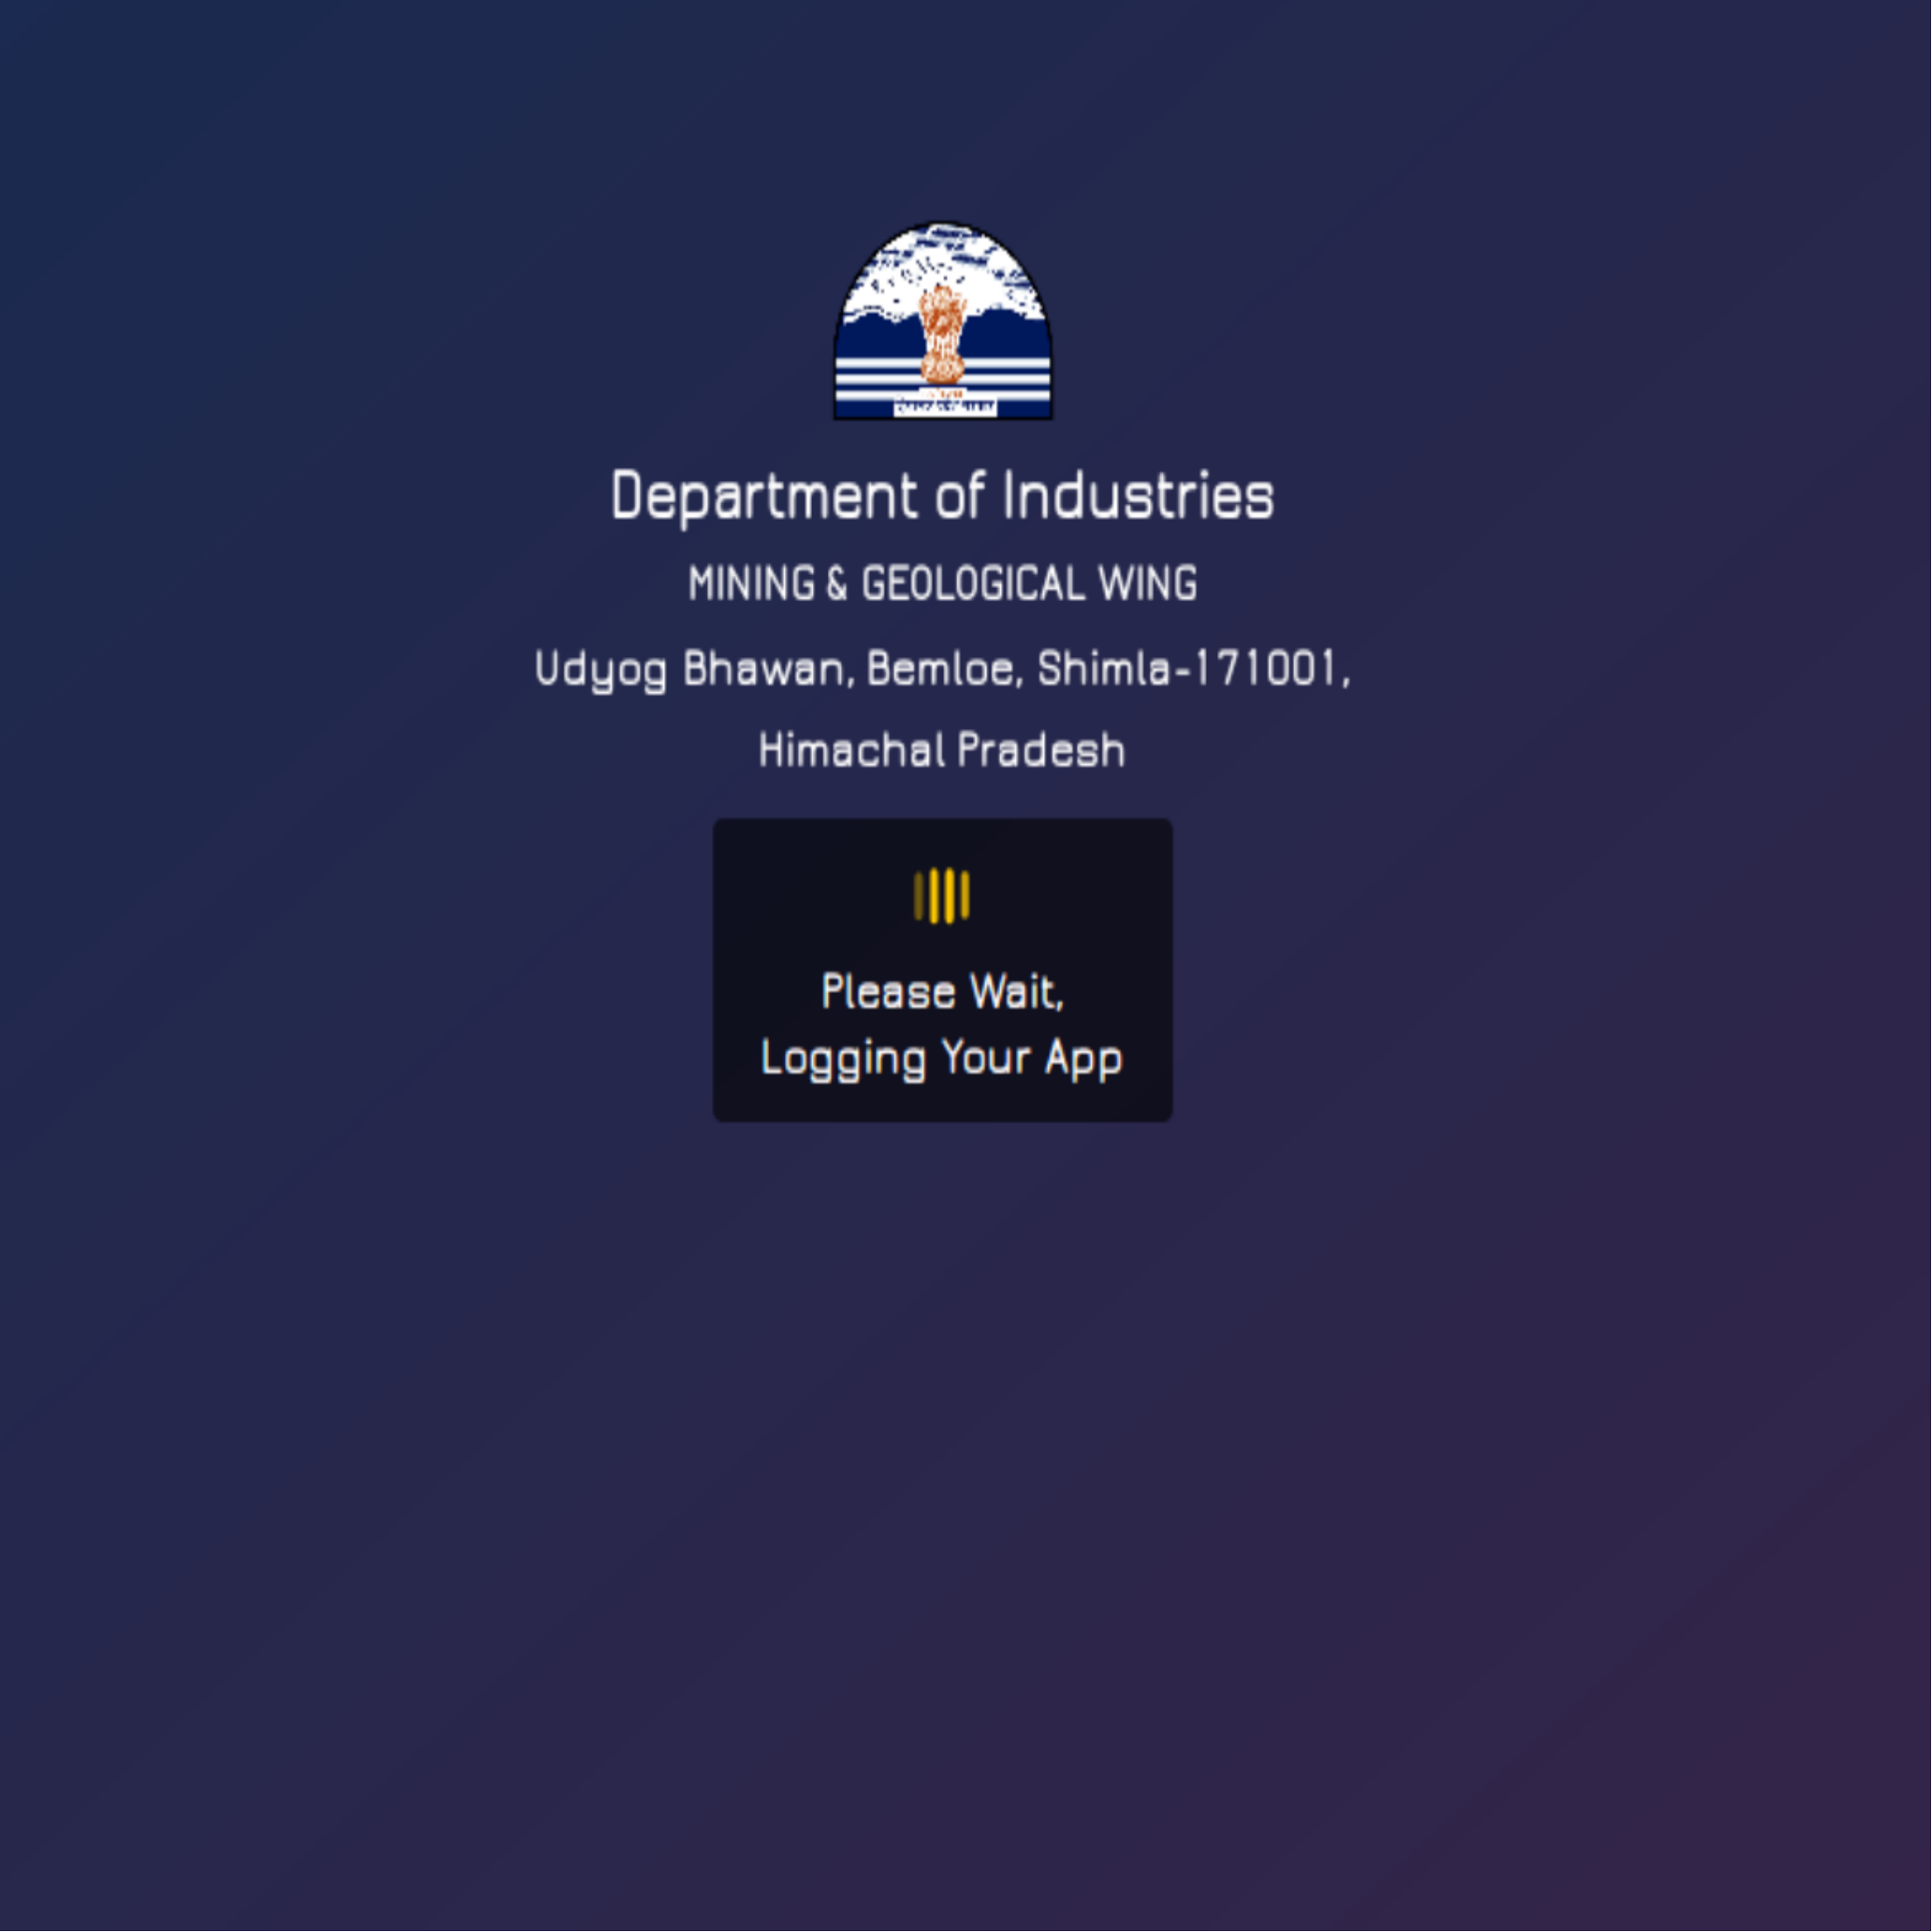 Department of Industries
MINING & GEOLOGICAL WING
Udyog Bhawan, Bemloe, Shimla-171001,
Himachal Pradesh
Please Wait,
Logging Your App